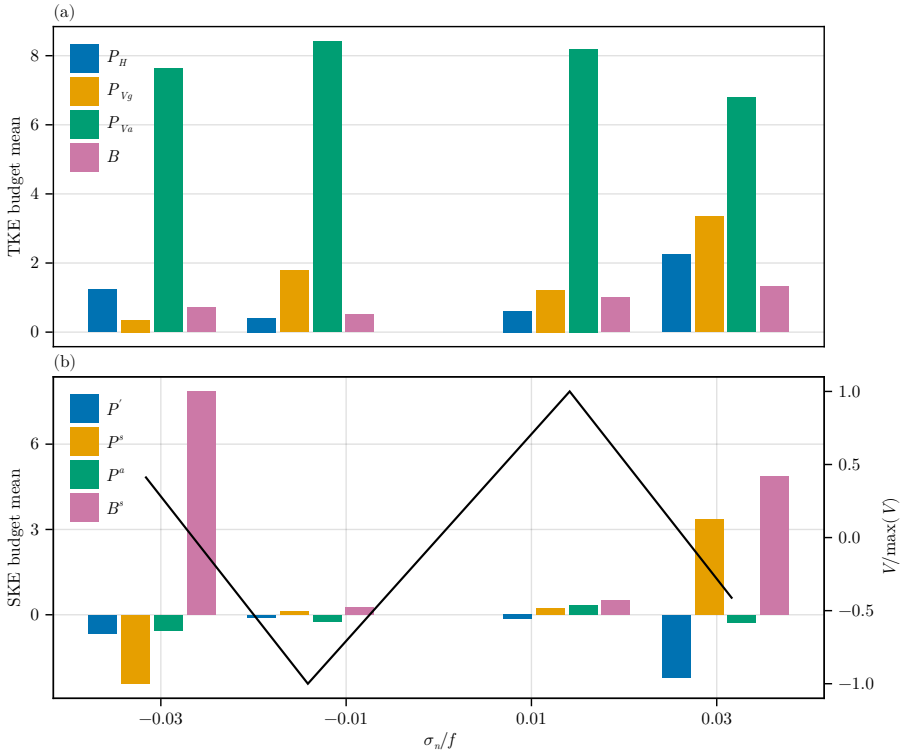 (a)
TKE budget mean
8
6
4
2
0
P_H
P_Vg
P_Va
B
(b)
SKE budget mean
6
3
0
P′
P^s
P^a
B^s
1.0
0.5
0.0
−0.5
−1.0
V/max(V)
−0.03 −0.01 0.01 0.03
σ_n/f